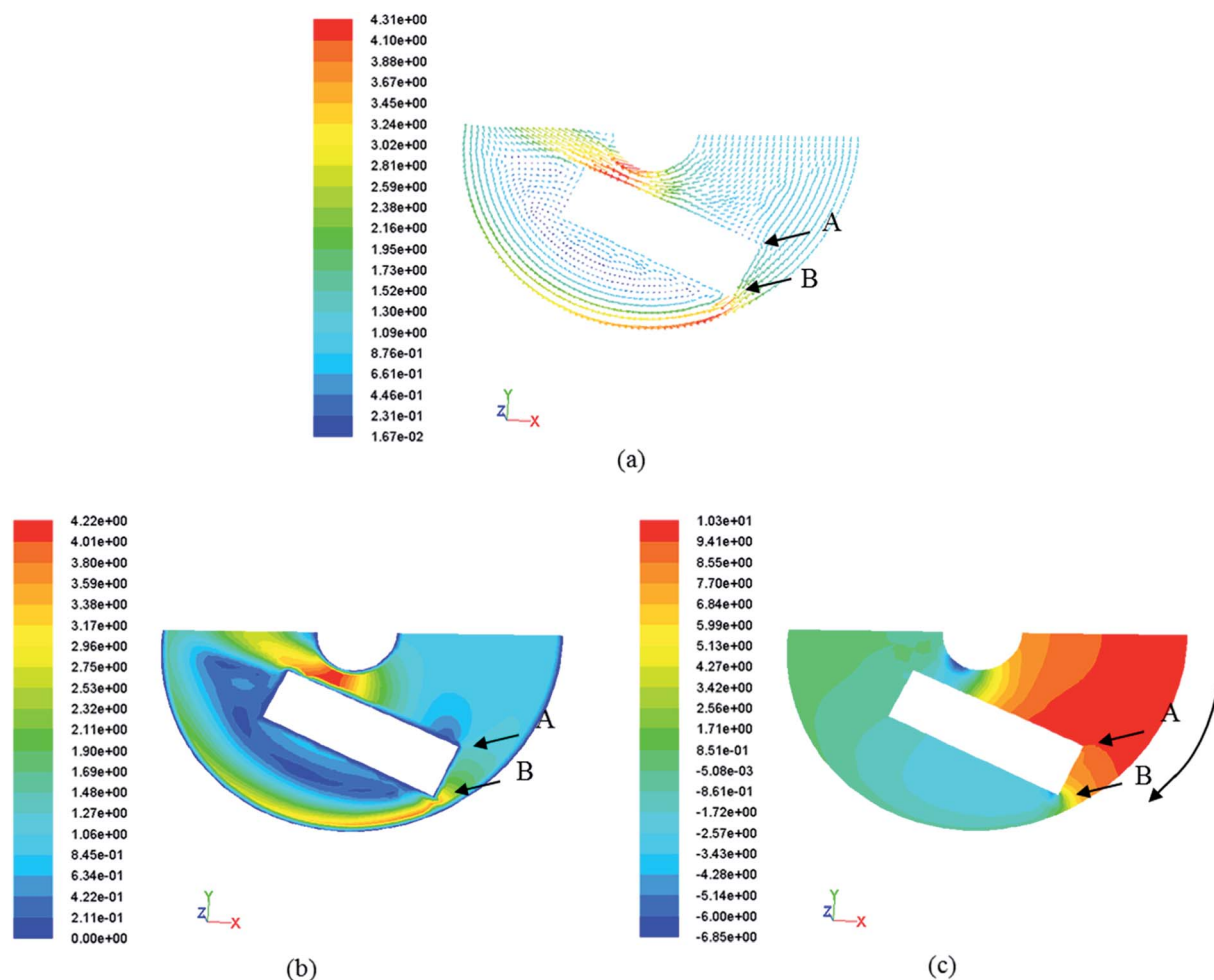 4.31e+00
4.10e+00
3.88e+00
3.67e+00
3.45e+00
3.24e+00
3.02e+00
2.81e+00
2.59e+00
2.38e+00
2.16e+00
1.95e+00
1.73e+00
1.52e+00
1.30e+00
1.09e+00
8.76e-01
6.61e-01
4.46e-01
2.31e-01
1.67e-02
A
B
Y
Z
X
(a)
4.22e+00
4.01e+00
3.80e+00
3.59e+00
3.38e+00
3.17e+00
2.96e+00
2.75e+00
2.53e+00
2.32e+00
2.11e+00
1.90e+00
1.69e+00
1.48e+00
1.27e+00
1.06e+00
8.45e-01
6.34e-01
4.22e-01
2.11e-01
0.00e+00
A
B
Y
Z
X
(b)
1.03e+01
9.41e+00
8.55e+00
7.70e+00
6.84e+00
5.99e+00
5.13e+00
4.27e+00
3.42e+00
2.56e+00
1.71e+00
8.51e-01
-5.08e-03
-8.61e-01
-1.72e+00
-2.57e+00
-3.43e+00
-4.28e+00
-5.14e+00
-6.00e+00
-6.85e+00
A
B
Y
Z
X
(c)